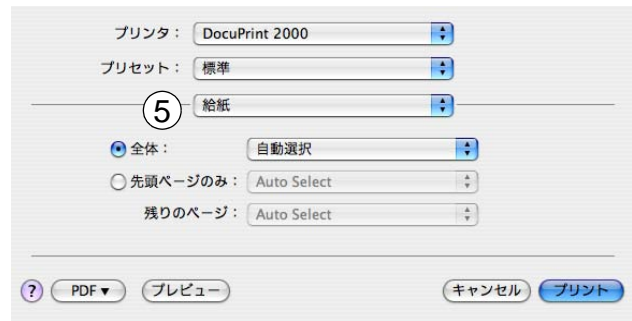 プリンタ： DocuPrint 2000
プリセット： 標準
⑤ 給紙
全体： 自動選択
先頭ページのみ： Auto Select
残りのページ： Auto Select
? PDF▼ プレビュー キャンセル プリント